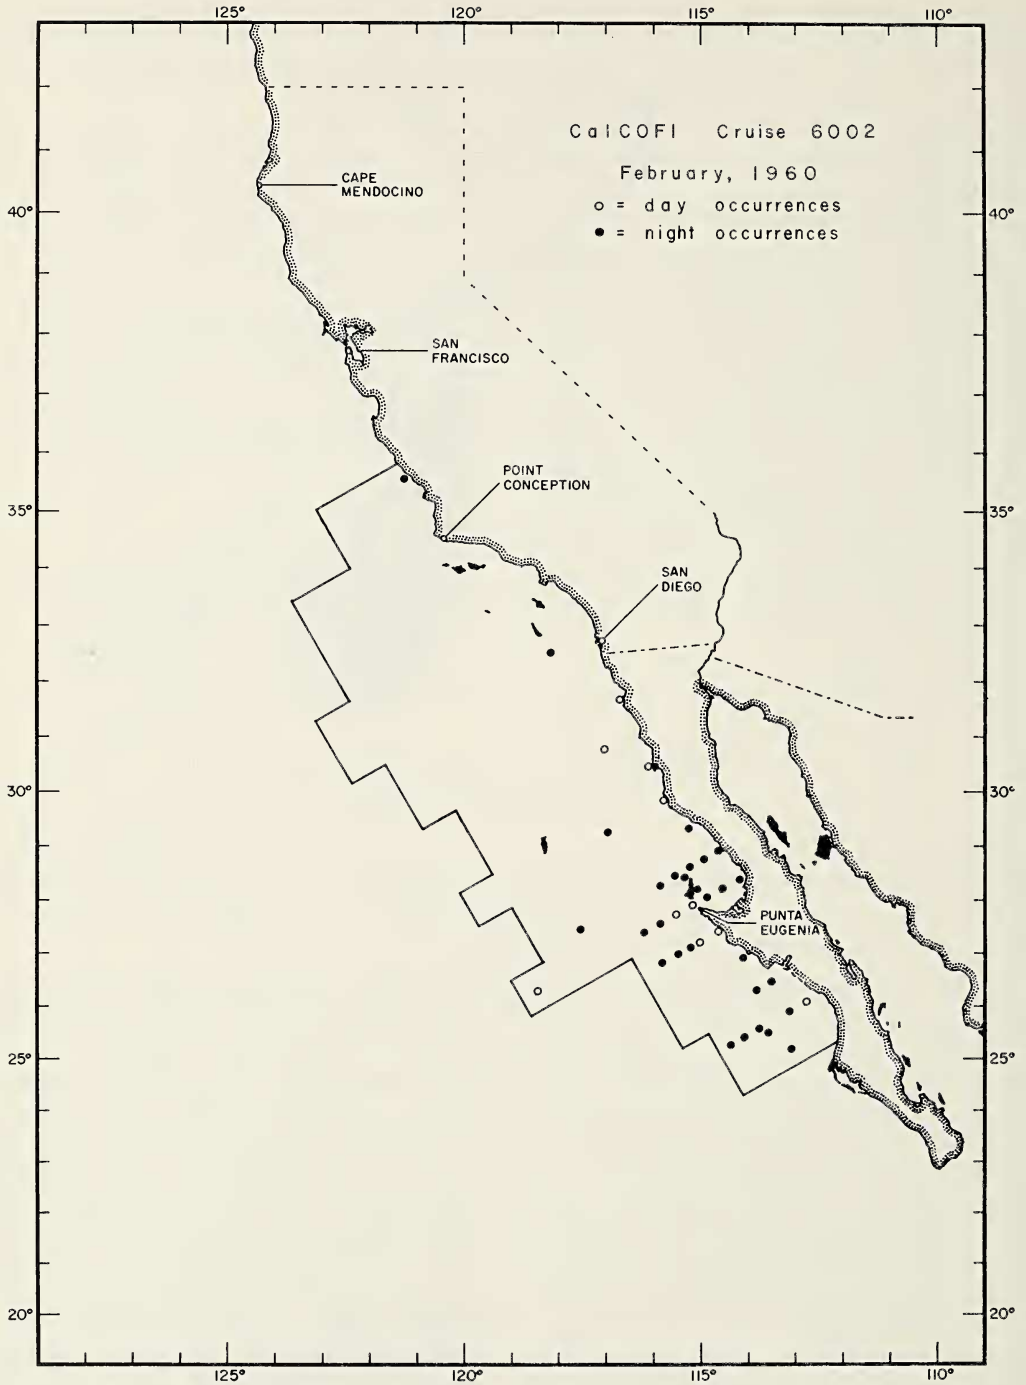 125° 120° 115° 110°
CalCOFI Cruise 6002
February, 1960
o = day occurrences
● = night occurrences
CAPE
MENDOCINO
40° 40°
SAN
FRANCISCO
POINT
CONCEPTION
35° 35°
SAN
DIEGO
30° 30°
PUNTA
EUGENIA
25° 25°
20° 20°
125° 120° 115° 110°